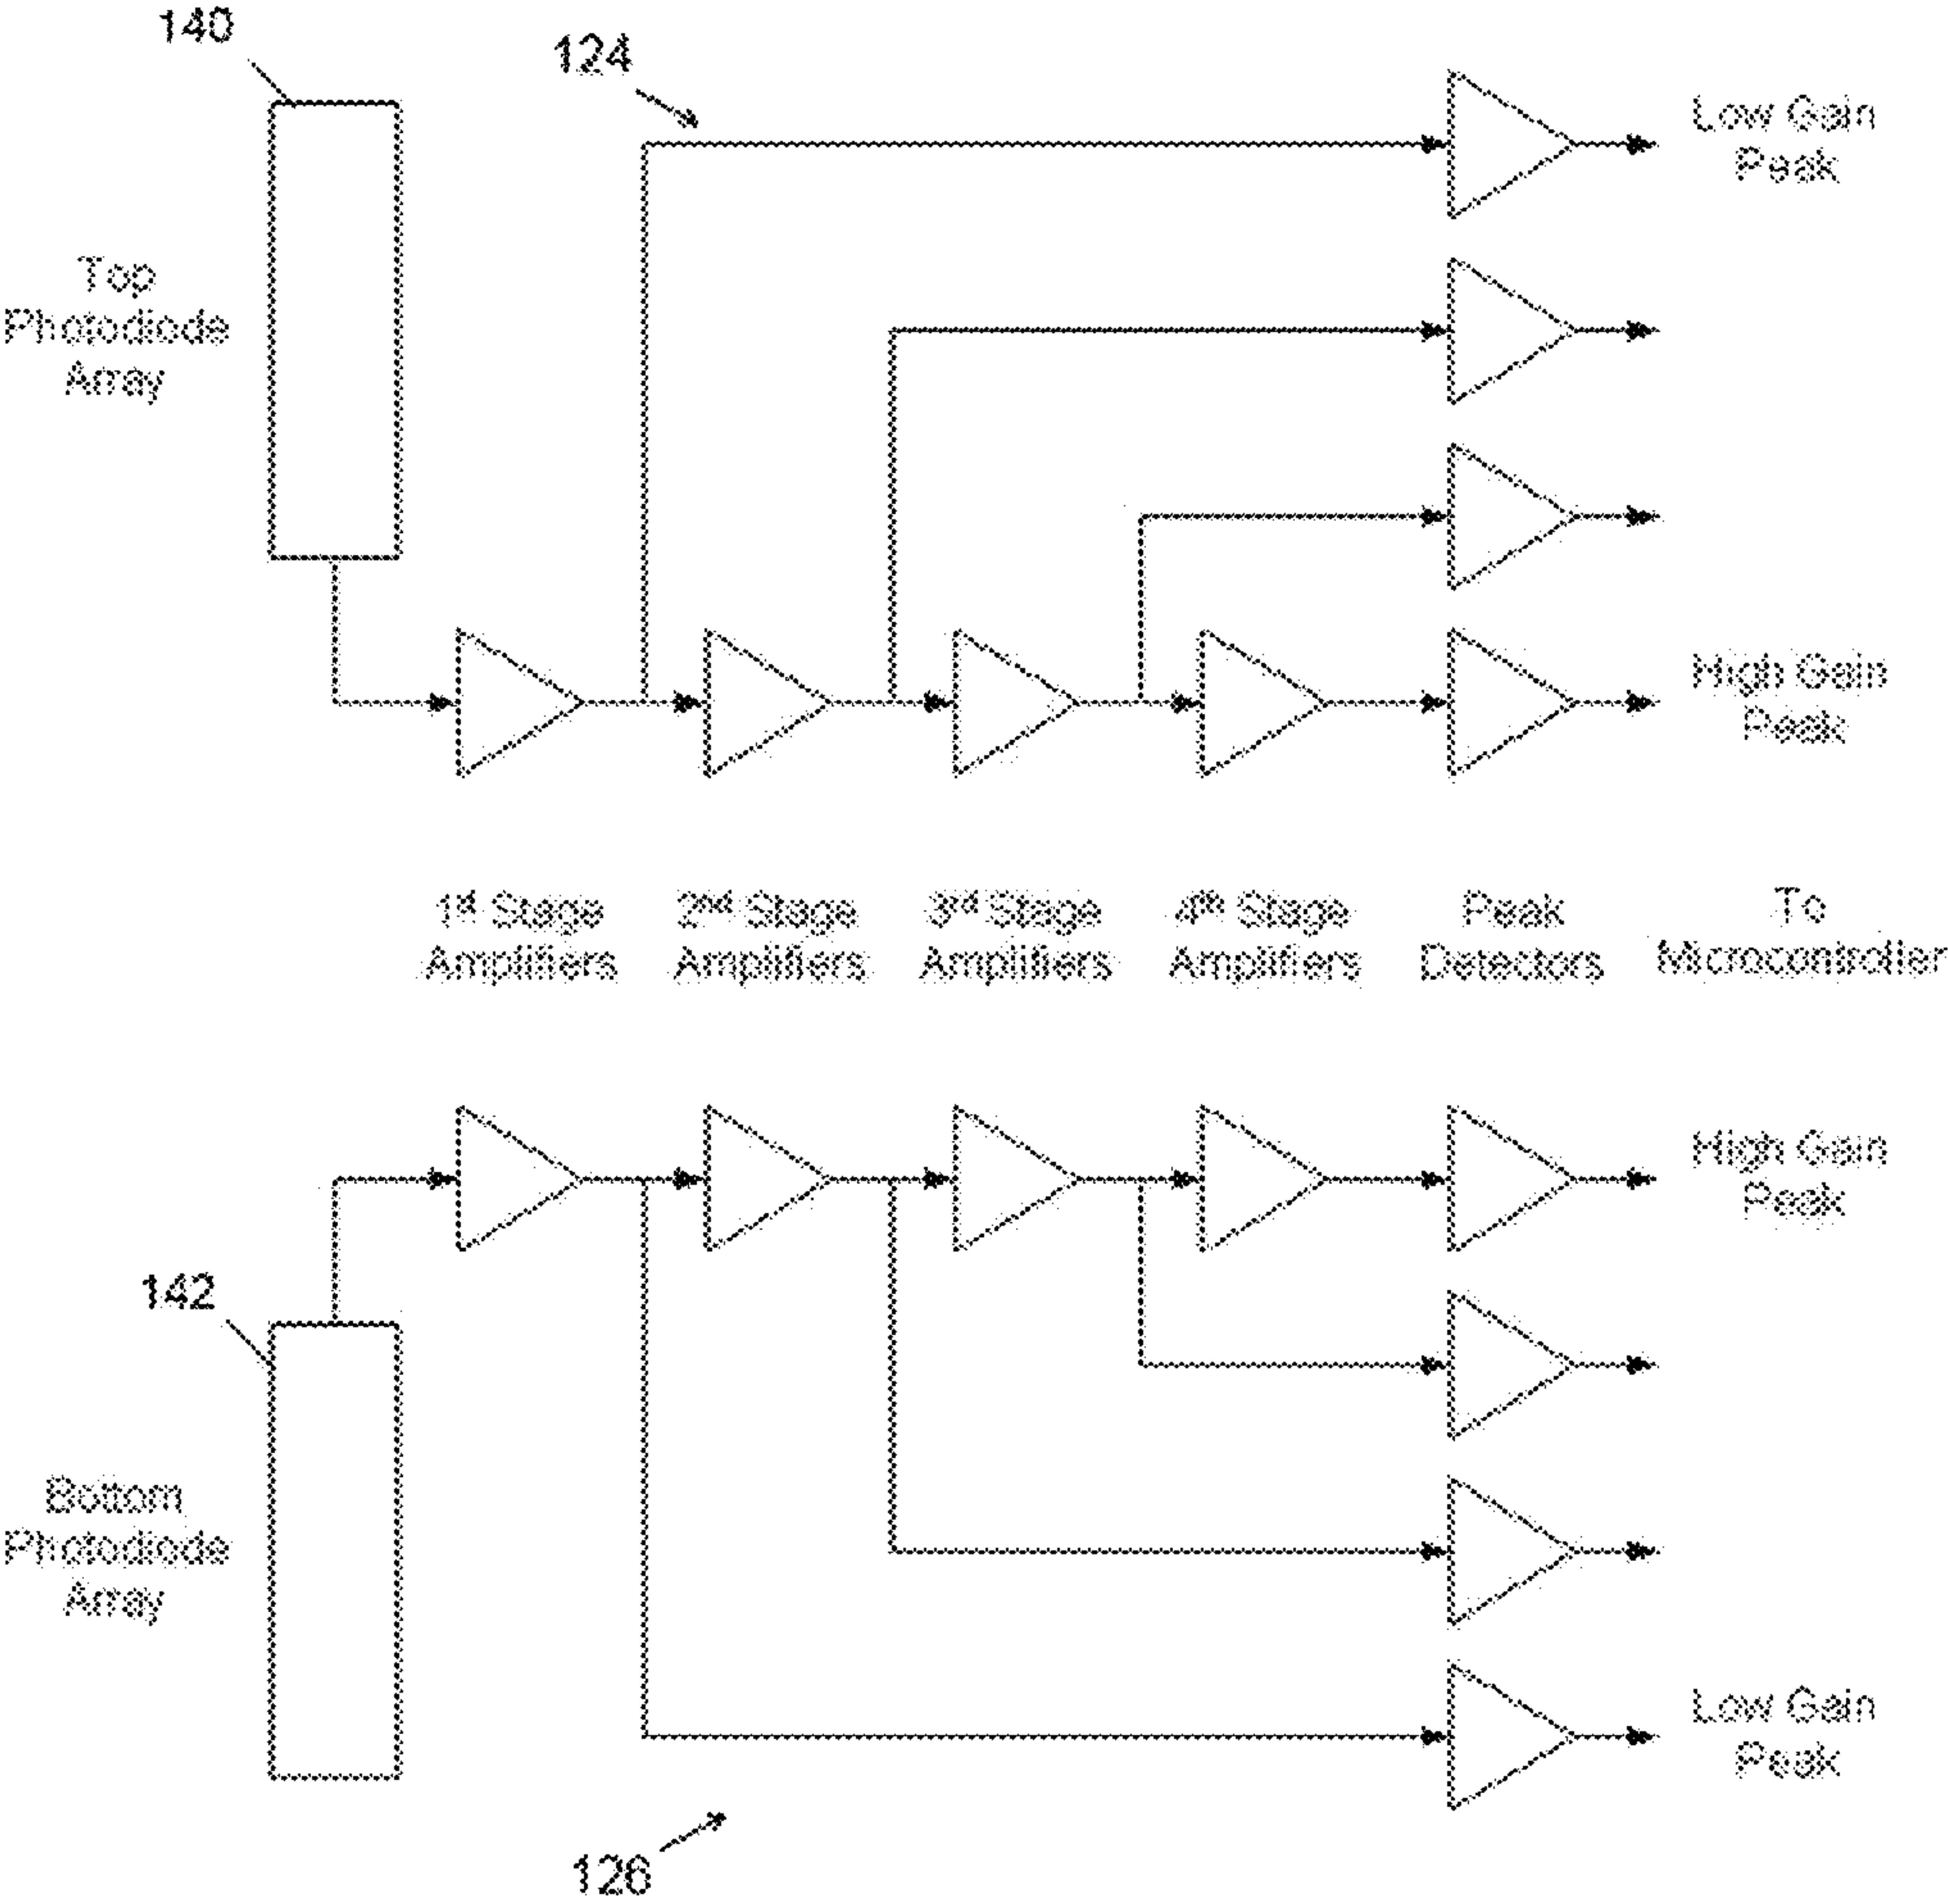 140
124
Low Gain
Peak
Top
Photodiode
Array
High Gain
Peak
1st Stage
Amplifiers
2nd Stage
Amplifiers
3rd Stage
Amplifiers
4th Stage
Amplifiers
Peak
Detectors
To
Microcontroller
High Gain
Peak
142
Bottom
Photodiode
Array
Low Gain
Peak
126